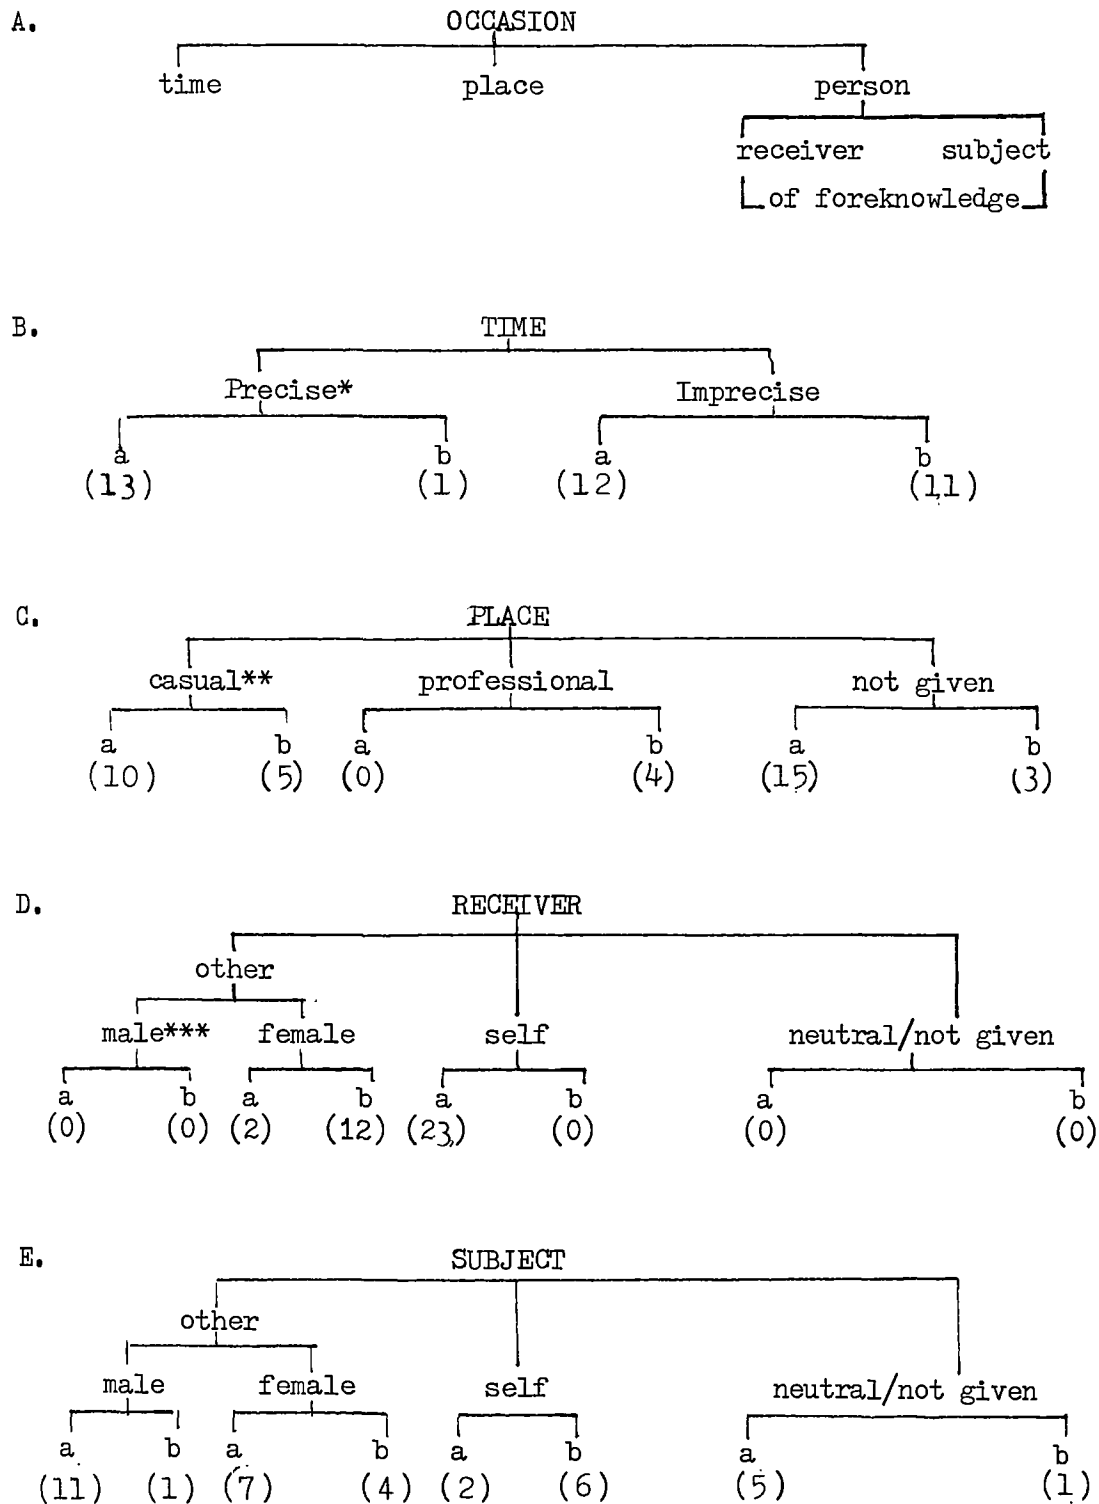 A. OCCASION
time place person
receiver subject
of foreknowledge
B. TIME
Precise* Imprecise
a b a b
(13) (1) (12) (11)
C. PLACE
casual** professional not given
a b a b a b
(10) (5) (0) (4) (15) (3)
D. RECEIVER
other
male*** female self neutral/not given
a b a b a b a b
(0) (0) (2) (12) (23) (0) (0) (0)
E. SUBJECT
other
male female self neutral/not given
a b a b a b a b
(11) (1) (7) (4) (2) (6) (5) (1)